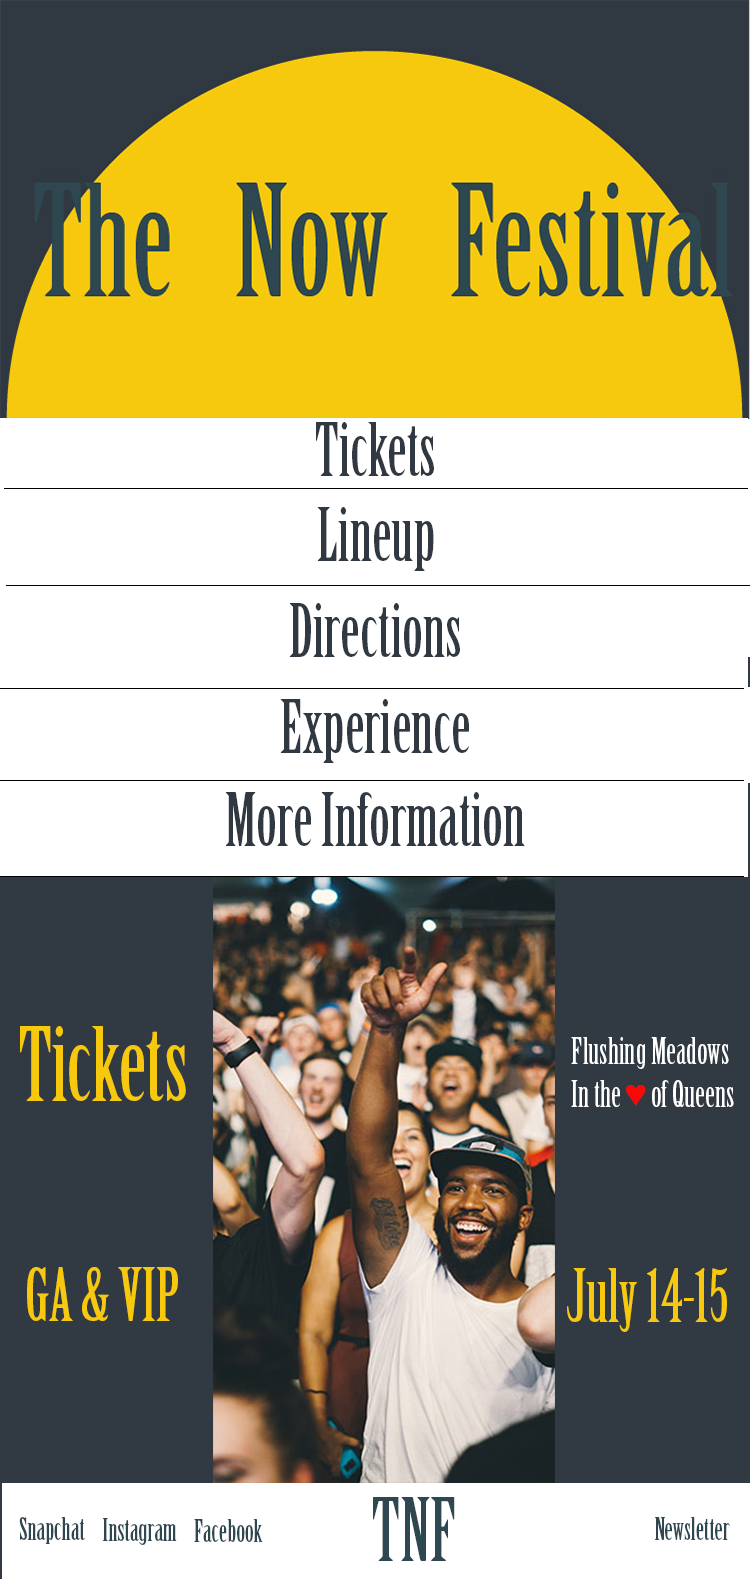 The Now Festival
Tickets
Lineup
Directions
Experience
More Information
Tickets
Flushing Meadows
In the ♥ of Queens
GA & VIP
July 14-15
Snapchat Instagram Facebook
TNF
Newsletter